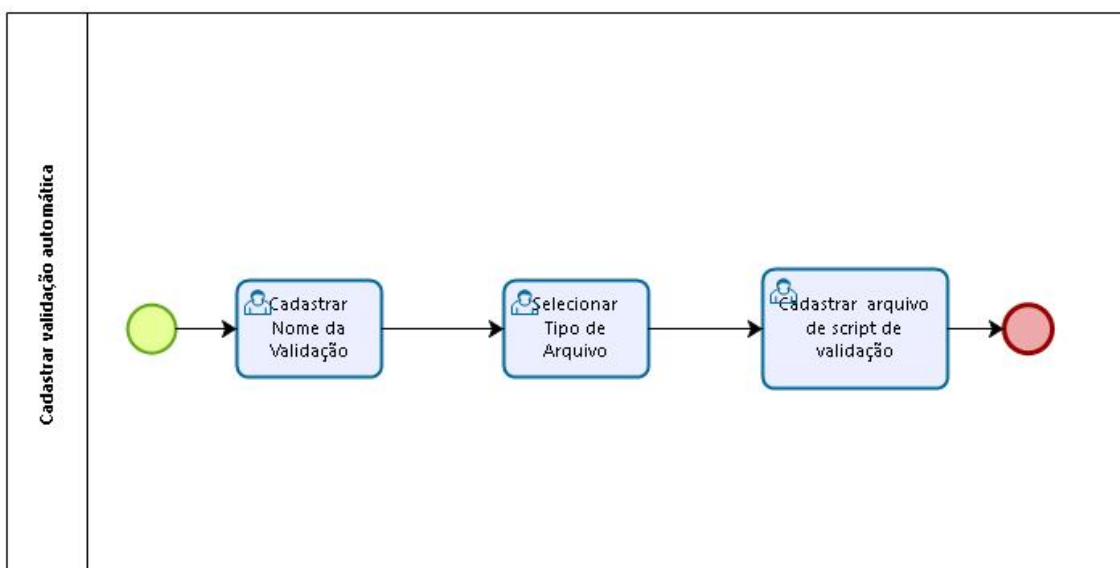 Cadastrar validação automática
Cadastrar
Nome da
Validação
Selecionar
Tipo de
Arquivo
Cadastrar arquivo
de script de
validação